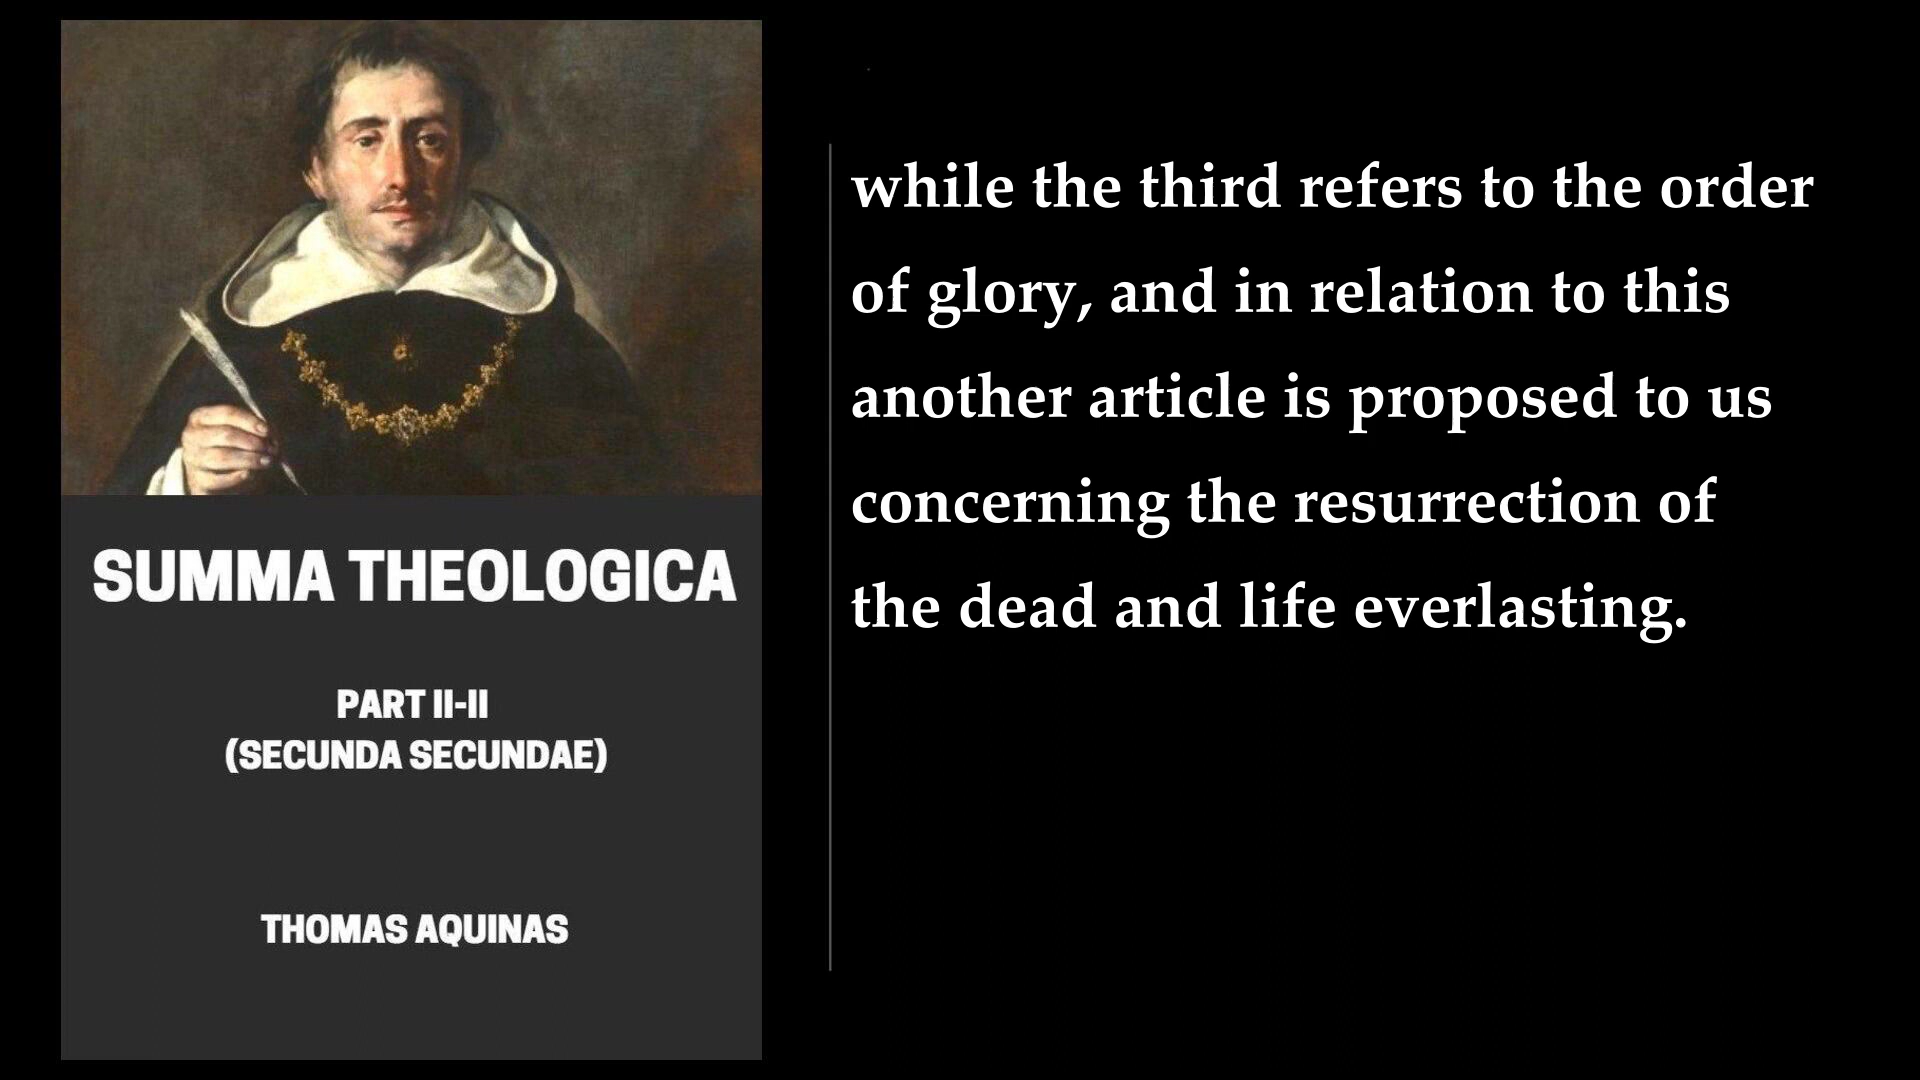 SUMMA THEOLOGICA
PART II-II
(SECUNDA SECUNDAE)
THOMAS AQUINAS
while the third refers to the order
of glory, and in relation to this
another article is proposed to us
concerning the resurrection of
the dead and life everlasting.